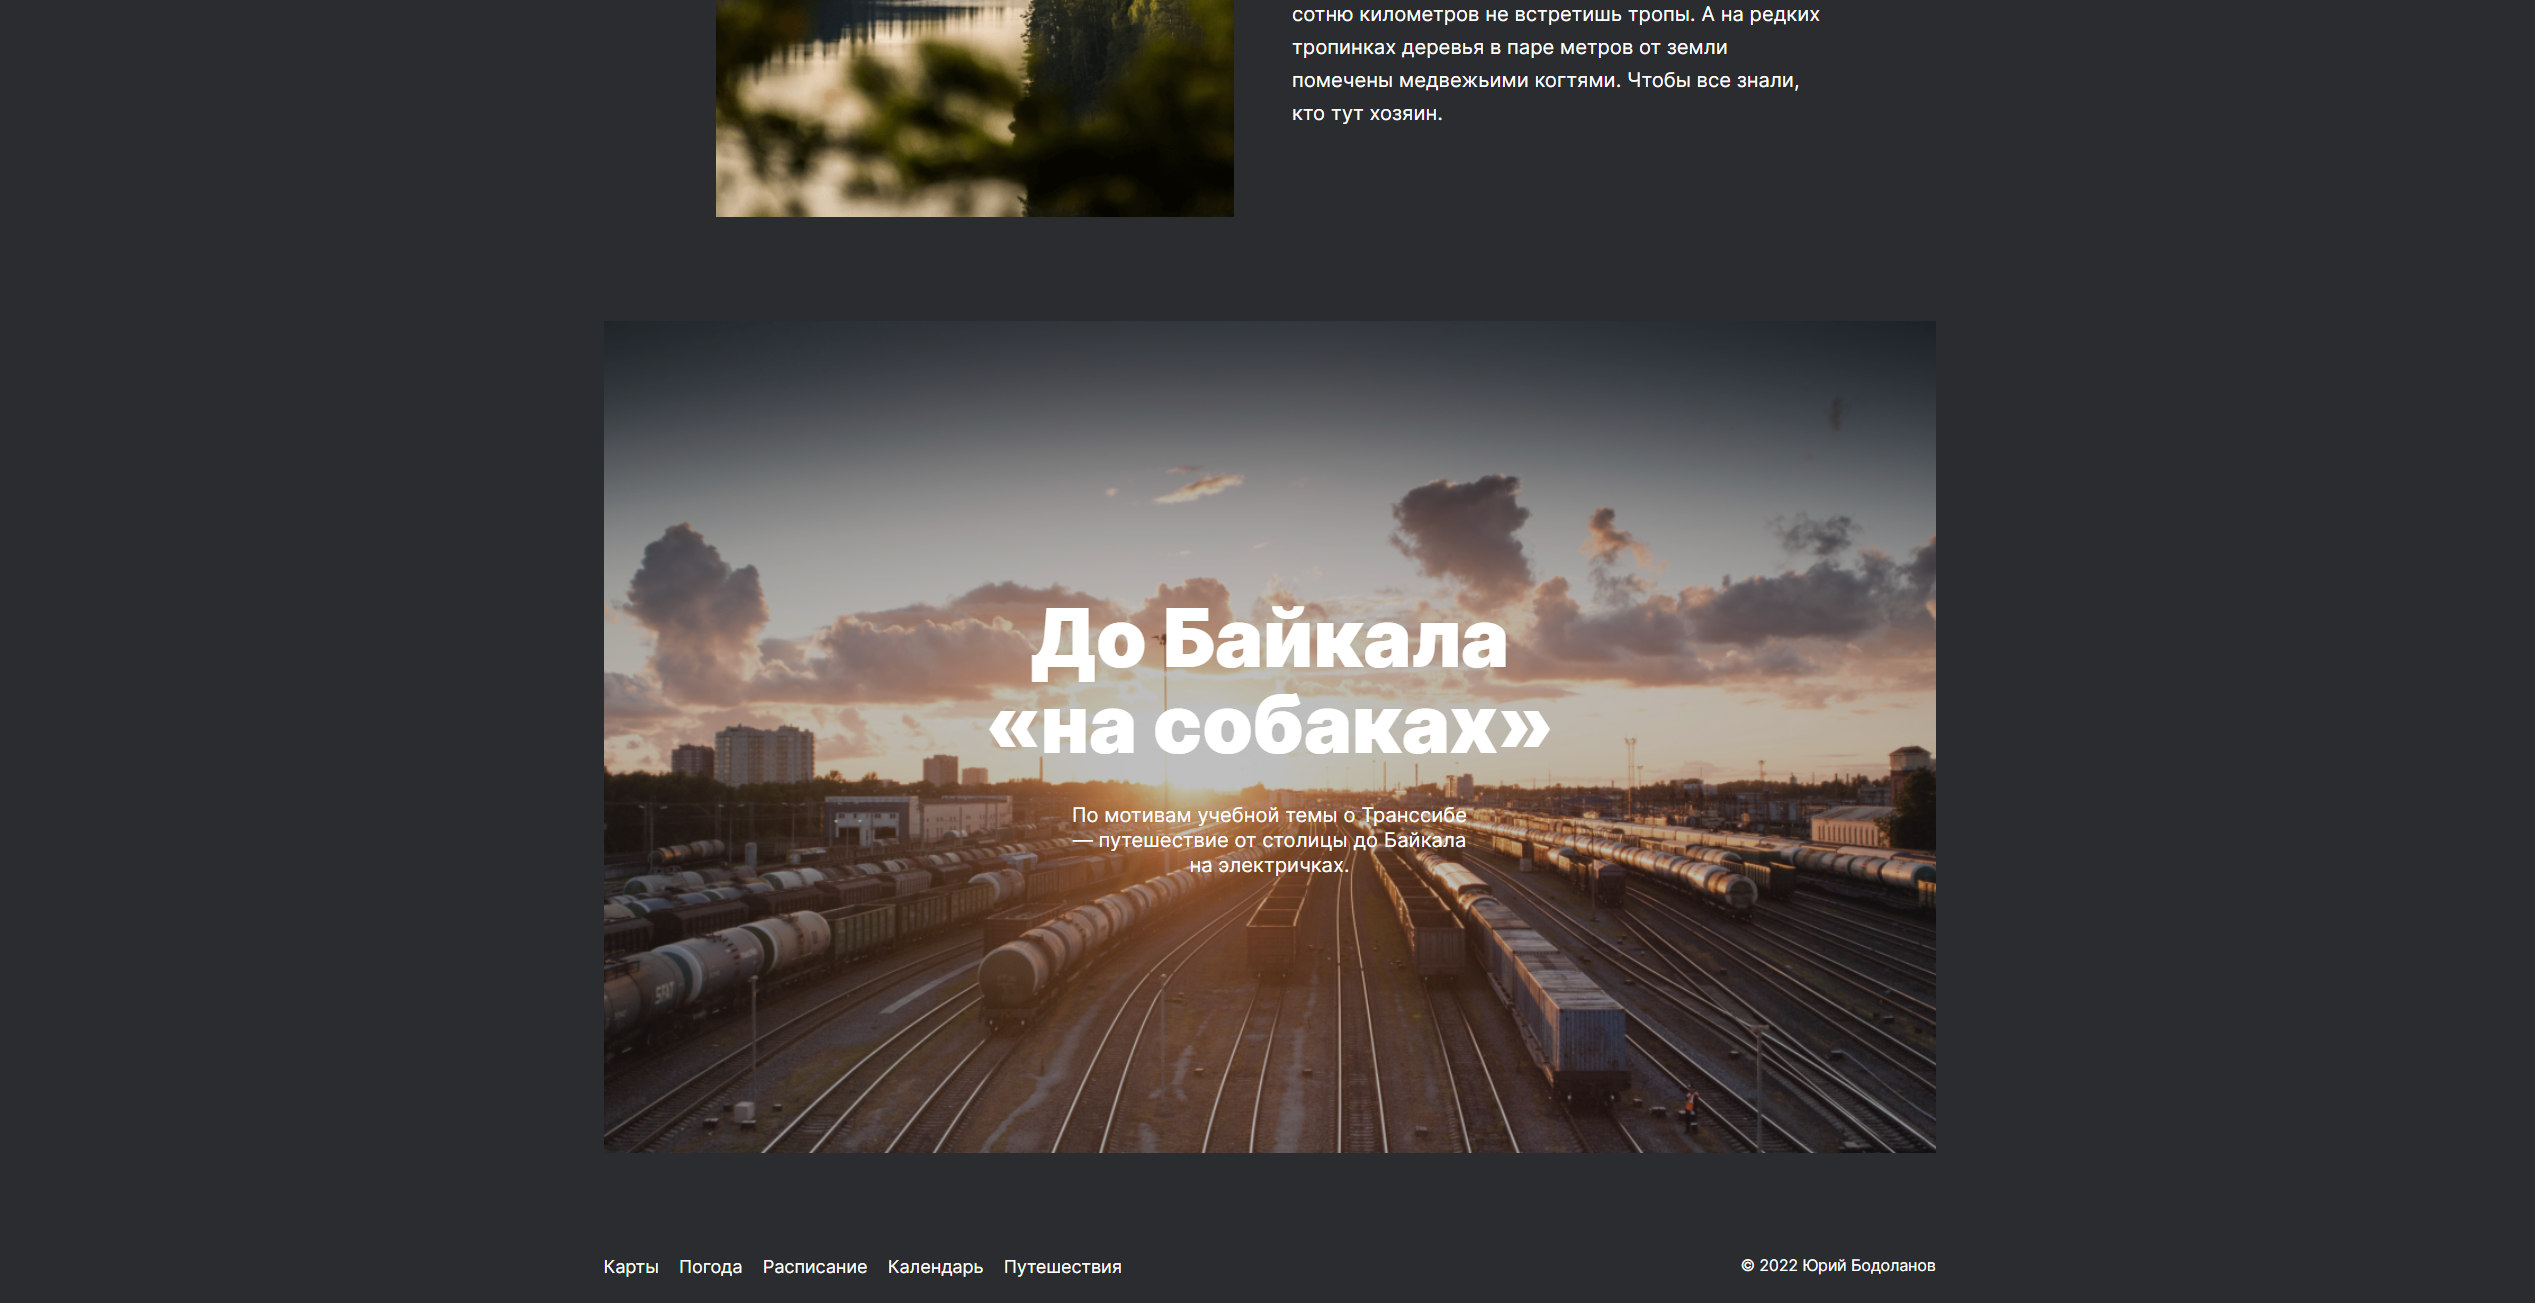 сотню километров не встретишь тропы. А на редких
тропинках деревья в паре метров от земли
помечены медвежьими когтями. Чтобы все знали,
кто тут хозяин.
До Байкала
«на собаках»
По мотивам учебной темы о Транссибе
— путешествие от столицы до Байкала
на электричках.
SFAT
Карты Погода Расписание Календарь Путешествия
© 2022 Юрий Бодоланов